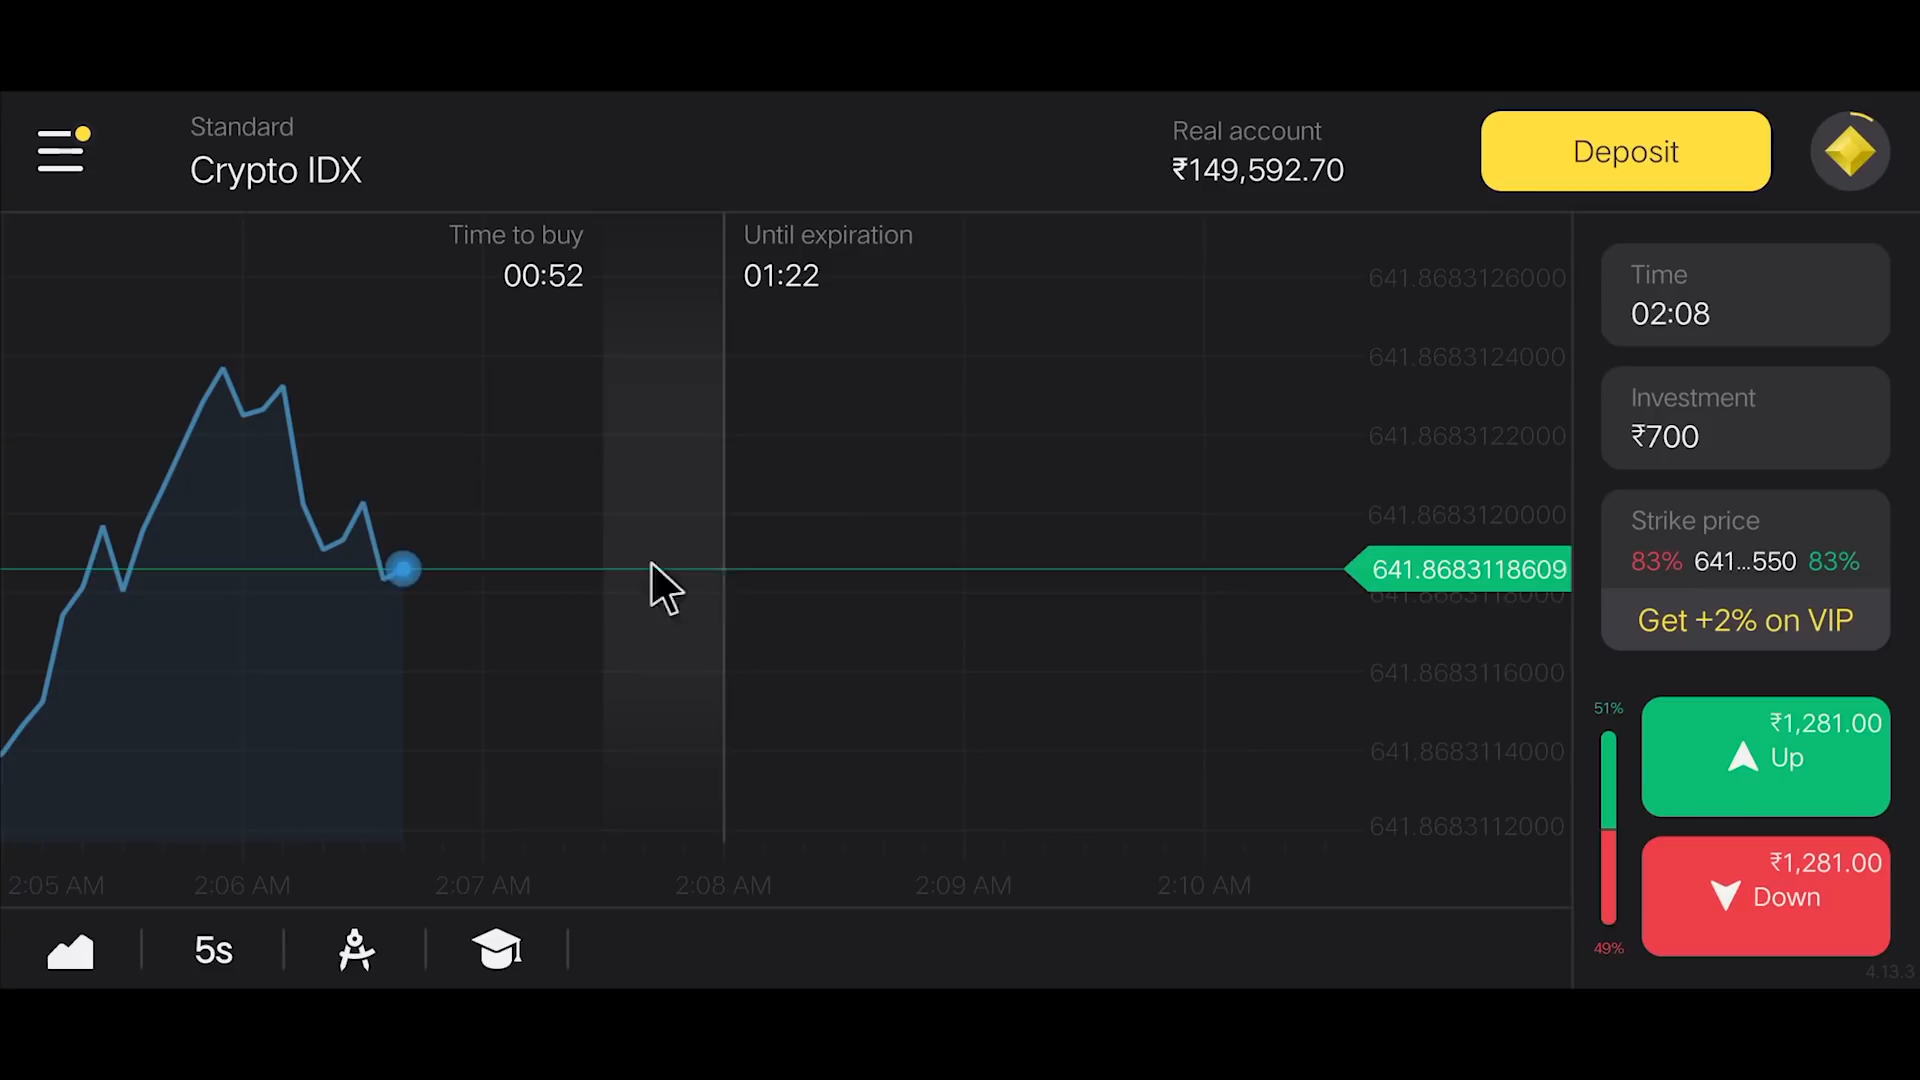 Standard
Crypto IDX
Real account
₹149,592.70
Deposit
Time to buy
00:52
Until expiration
01:22
641.8683126000
641.8683124000
641.8683122000
641.8683120000
641.8683118609
641.8683118000
641.8683116000
641.8683114000
641.8683112000
2:05 AM
2:06 AM
2:07 AM
2:08 AM
2:09 AM
2:10 AM
5s
Time
02:08
Investment
₹700
Strike price
83% 641...550 83%
Get +2% on VIP
51%
₹1,281.00
Up
₹1,281.00
Down
49%
4.13.3